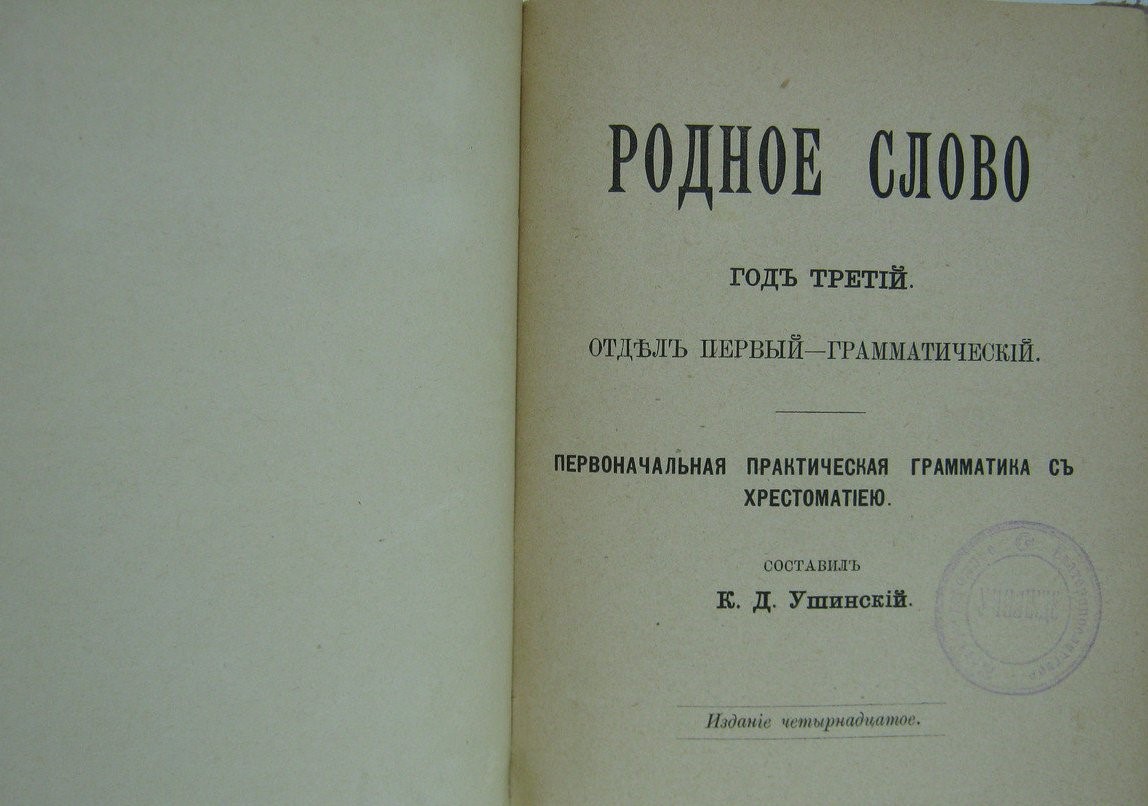 РОДНОЕ СЛОВО
ГОДЪ ТРЕТІЙ.
ОТДѢЛЪ ПЕРВЫЙ—ГРАММАТИЧЕСКІЙ.
ПЕРВОНАЧАЛЬНАЯ ПРАКТИЧЕСКАЯ ГРАММАТИКА СЪ
ХРЕСТОМАТІЕЮ.
СОСТАВИЛЪ
К. Д. Ушинскій.
Изданіе четырнадцатое.